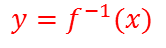 y = f⁻¹(x)